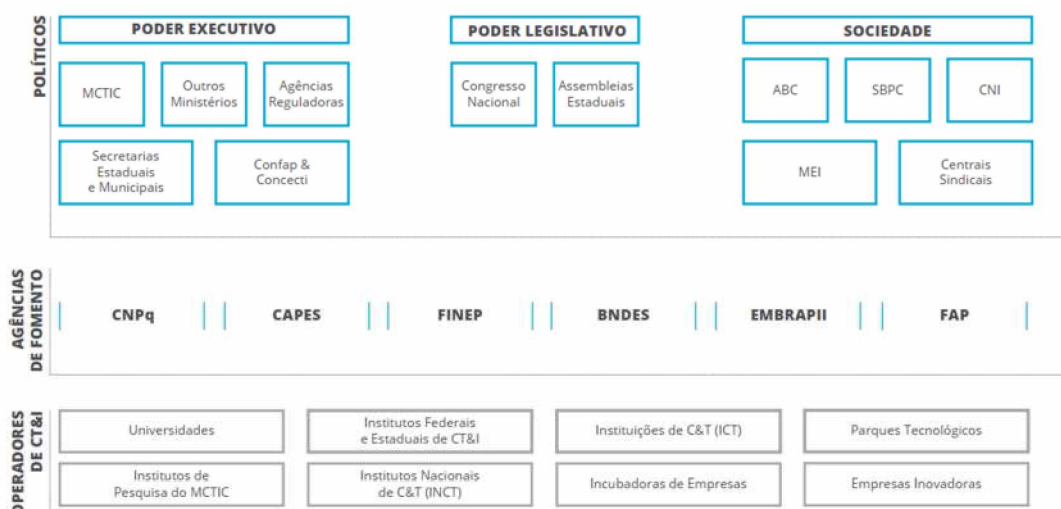 POLÍTICOS
PODER EXECUTIVO
MCTIC
Outros
Ministérios
Agências
Reguladoras
Secretarias
Estaduais
e Municipais
Confap &
Concecti
PODER LEGISLATIVO
Congresso
Nacional
Assembleias
Estaduais
SOCIEDADE
ABC
SBPC
CNI
MEI
Centrais
Sindicais
AGÊNCIAS
DE FOMENTO
CNPq
CAPES
FINEP
BNDES
EMBRAPII
FAP
OPERADORES
DE CT&I
Universidades
Institutos Federais
e Estaduais de CT&I
Instituições de C&T (ICT)
Parques Tecnológicos
Institutos de
Pesquisa do MCTIC
Institutos Nacionais
de C&T (INCT)
Incubadoras de Empresas
Empresas Inovadoras